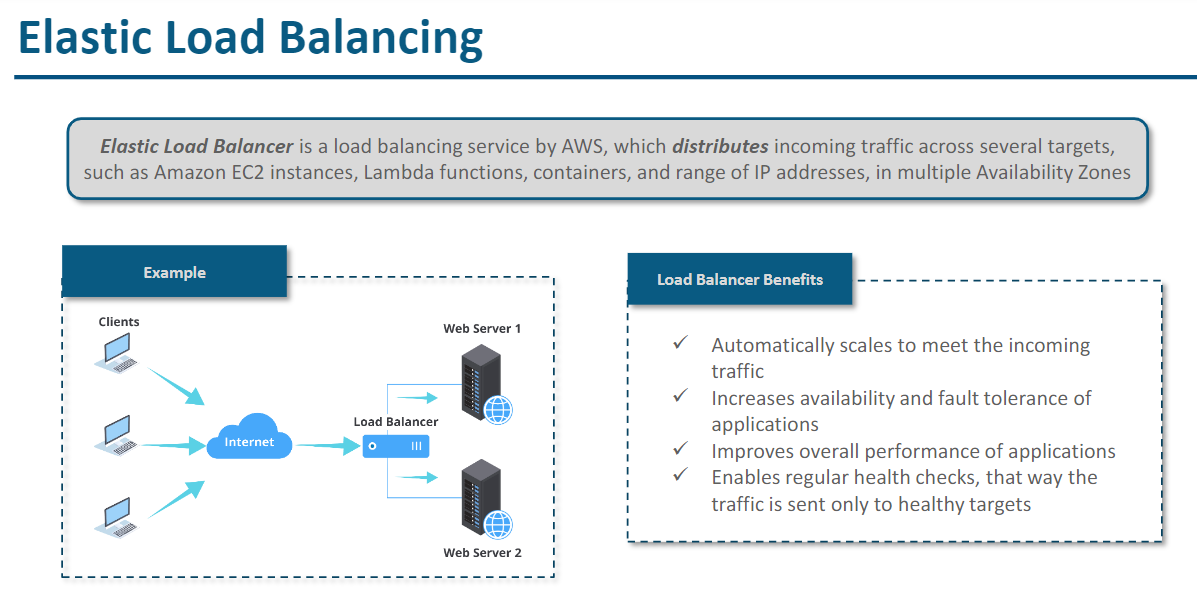 Elastic Load Balancing
Elastic Load Balancer is a load balancing service by AWS, which distributes incoming traffic across several targets,
such as Amazon EC2 instances, Lambda functions, containers, and range of IP addresses, in multiple Availability Zones
Example
Clients
Internet
Load Balancer
Web Server 1
Web Server 2
Load Balancer Benefits
✓ Automatically scales to meet the incoming
traffic
✓ Increases availability and fault tolerance of
applications
✓ Improves overall performance of applications
✓ Enables regular health checks, that way the
traffic is sent only to healthy targets